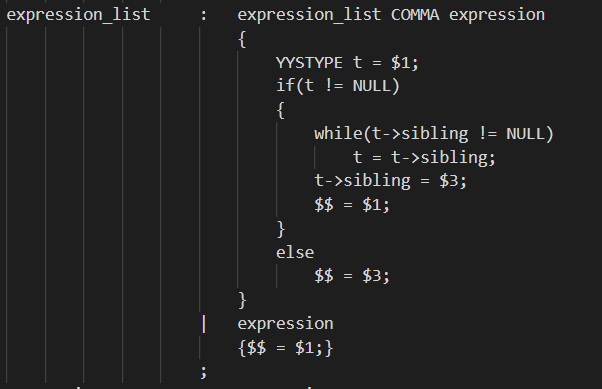 expression_list : expression_list COMMA expression
{
YYSTYPE t = $1;
if(t != NULL)
{
while(t->sibling != NULL)
t = t->sibling;
t->sibling = $3;
$$ = $1;
}
else
$$ = $3;
}
| expression
{$$ = $1;}
;